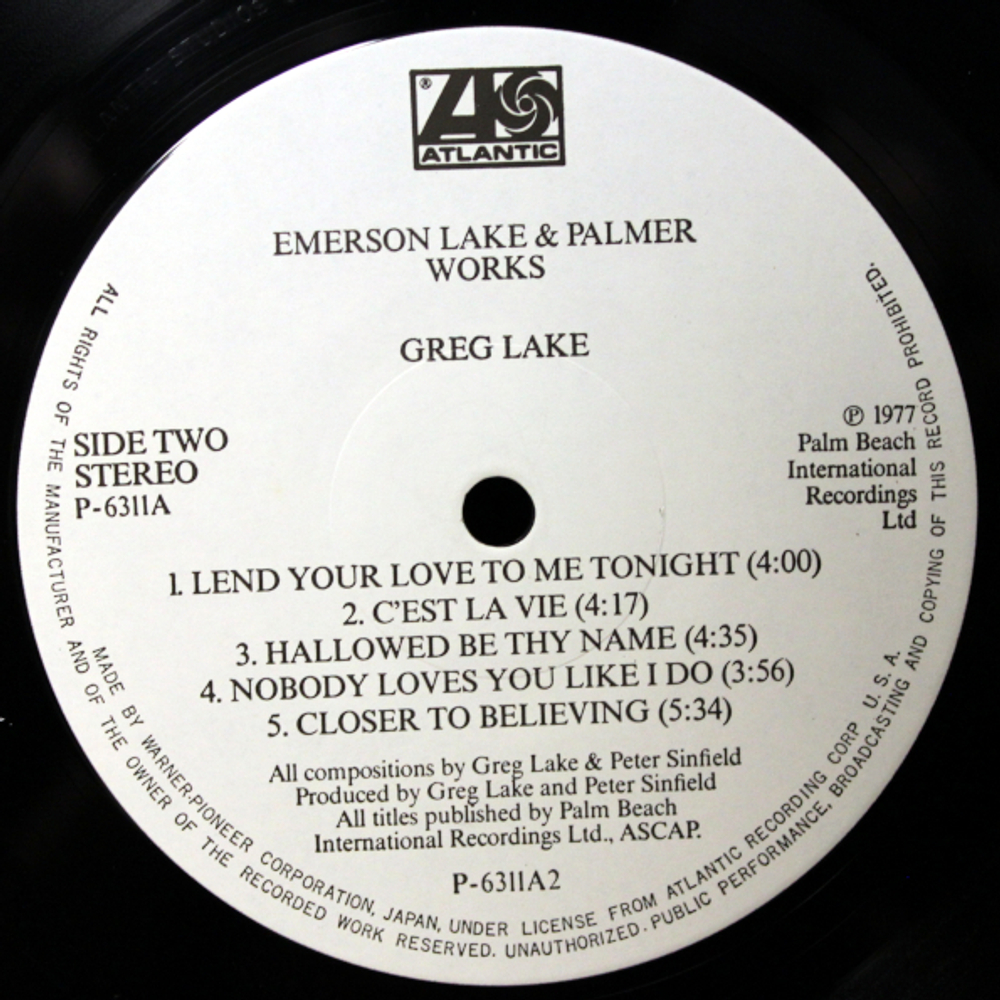 ®
ATLANTIC
EMERSON LAKE & PALMER
WORKS
GREG LAKE
SIDE TWO
STEREO
P-6311A
℗ 1977
Palm Beach
International
Recordings
Ltd
1. LEND YOUR LOVE TO ME TONIGHT (4:00)
2. C'EST LA VIE (4:17)
3. HALLOWED BE THY NAME (4:35)
4. NOBODY LOVES YOU LIKE I DO (3:56)
5. CLOSER TO BELIEVING (5:34)
All compositions by Greg Lake & Peter Sinfield
Produced by Greg Lake and Peter Sinfield
All titles published by Palm Beach
International Recordings Ltd., ASCAP.
P-6311A2
MADE BY WARNER-PIONEER CORPORATION, JAPAN, UNDER LICENSE FROM ATLANTIC RECORDING CORP U. S. A.
ALL RIGHTS OF THE MANUFACTURER AND OF THE OWNER OF THE RECORDED WORK RESERVED. UNAUTHORIZED. PUBLIC PERFORMANCE, BROADCASTING AND COPYING OF THIS RECORD PROHIBITED.